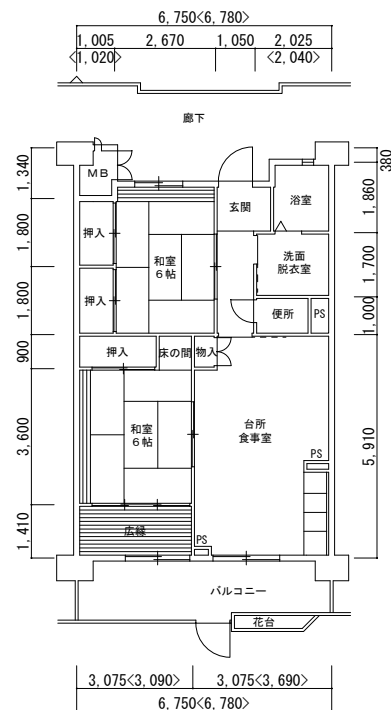 6,750<6,780>
1,005 2,670 1,050 2,025
<1,020> <2,040>
廊下
380
1,340
MB
1,860
玄関
浴室
1,800
押入
和室
6帖
洗面
脱衣室
1,700
1,800
押入
便所
PS
1,000
900
押入
床の間
物入
3,600
和室
6帖
台所
食事室
5,910
PS
1,410
広縁
PS
バルコニー
花台
3,075<3,090> 3,075<3,690>
6,750<6,780>